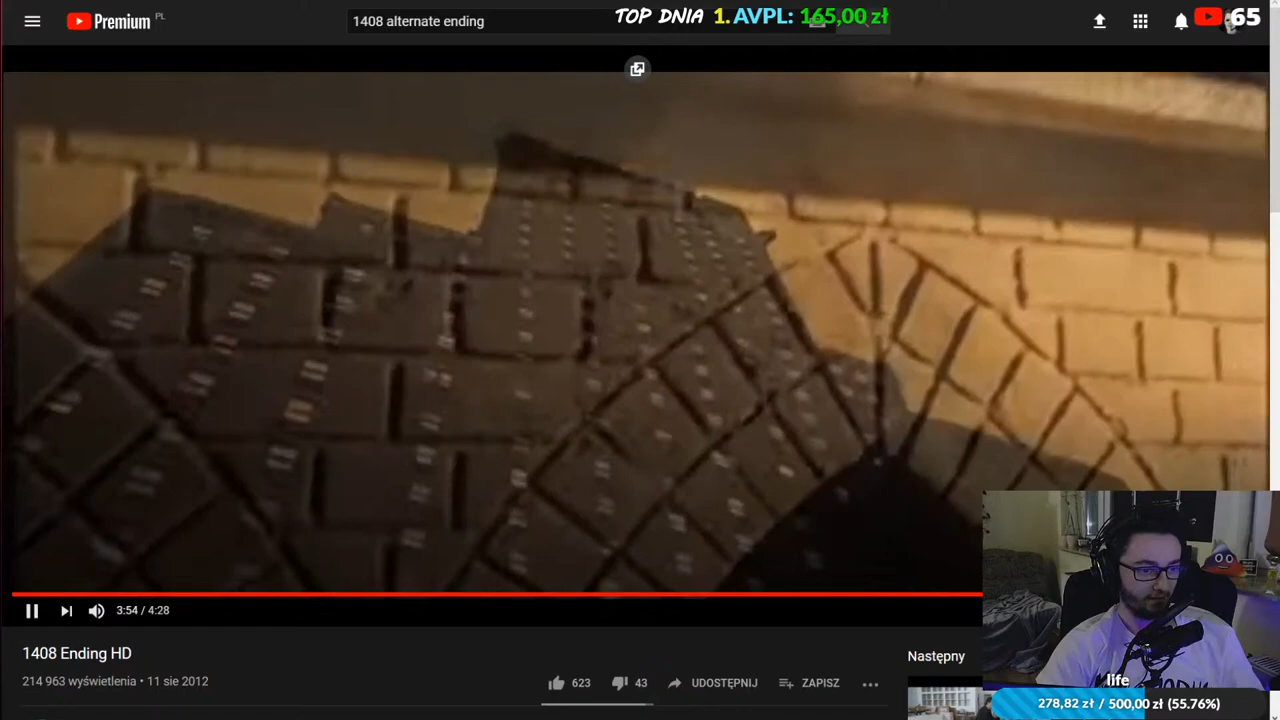 Premium PL
1408 alternate ending
TOP DNIA 1. AVPL: 165,00 zł
65
3:54 / 4:28
1408 Ending HD
214 963 wyświetlenia • 11 sie 2012
623
43
UDOSTĘPNIJ
ZAPISZ
Następny
life
278,82 zł / 500,00 zł (55.76%)